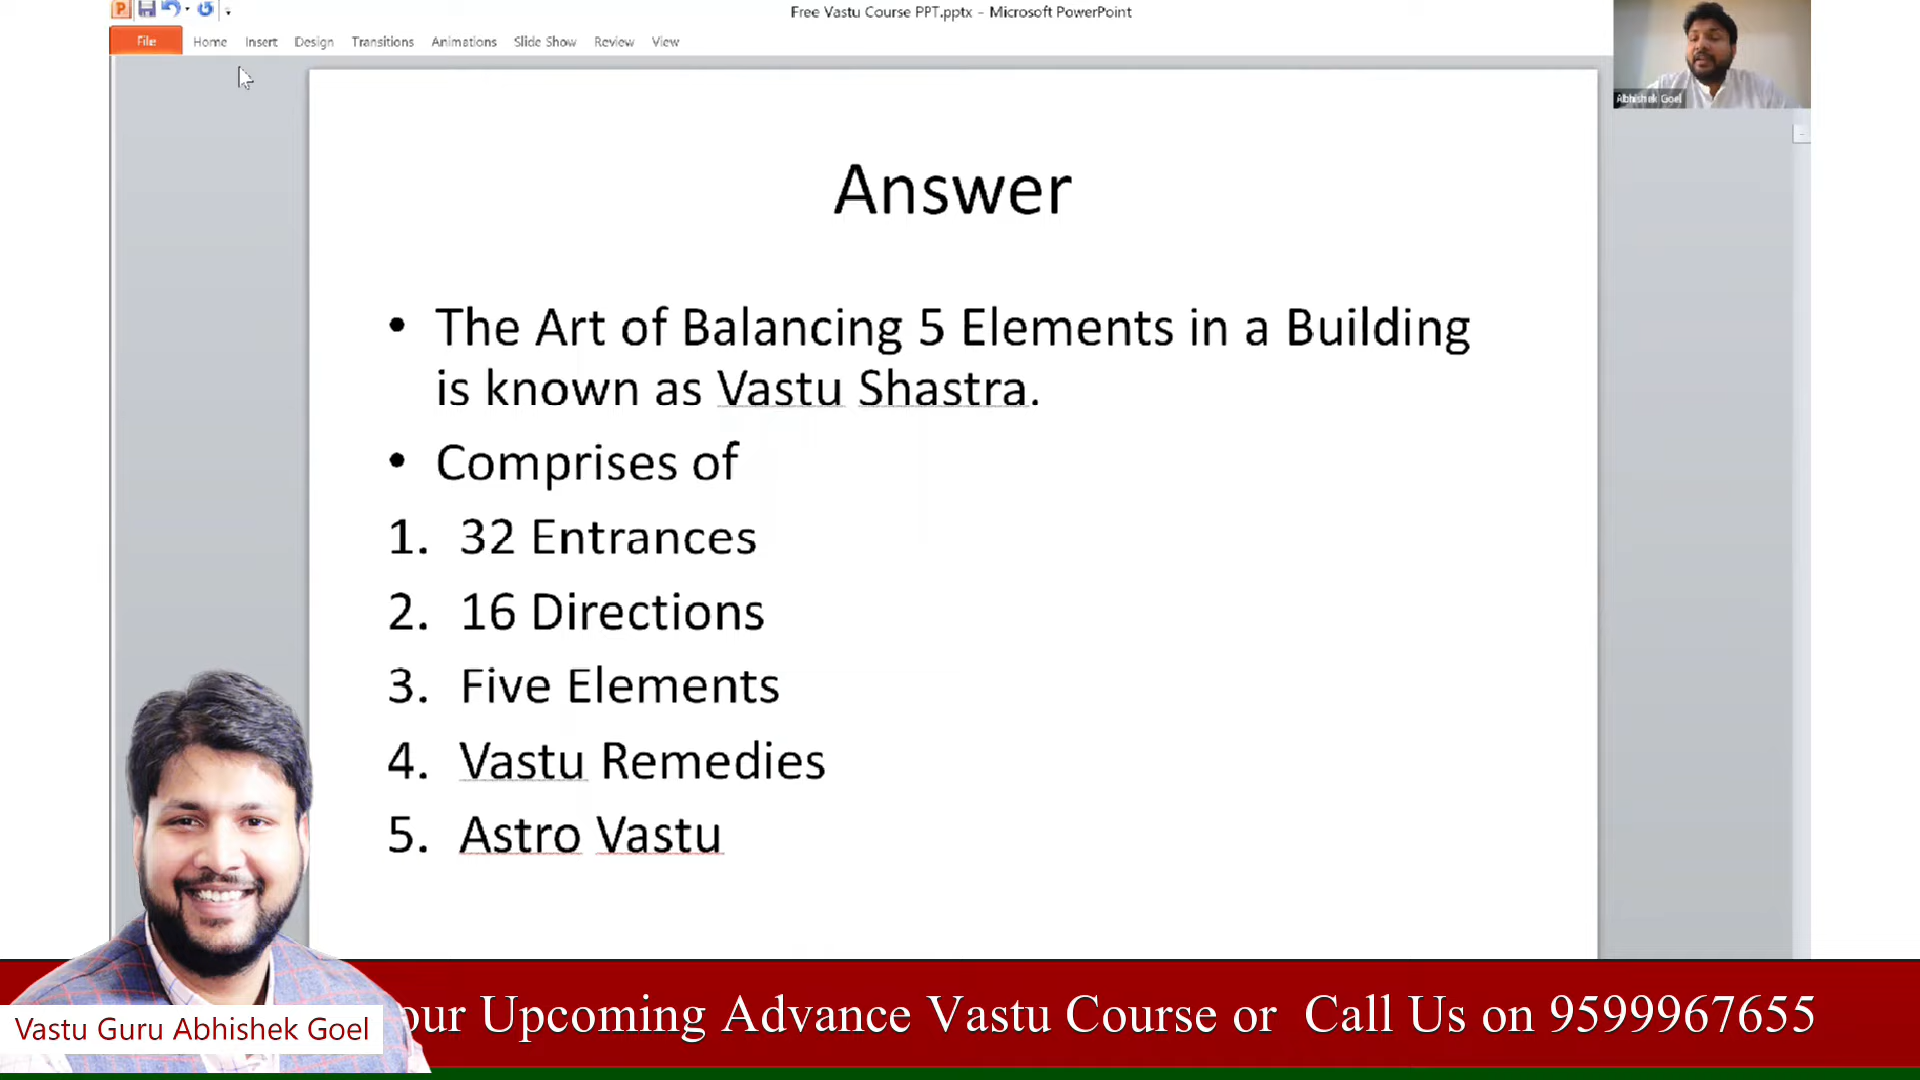 Free Vastu Course PPT.pptx - Microsoft PowerPoint
File Home Insert Design Transitions Animations Slide Show Review View
Abhishek Goel
Answer
• The Art of Balancing 5 Elements in a Building
is known as Vastu Shastra.
• Comprises of
1. 32 Entrances
2. 16 Directions
3. Five Elements
4. Vastu Remedies
5. Astro Vastu
our Upcoming Advance Vastu Course or Call Us on 9599967655
Vastu Guru Abhishek Goel